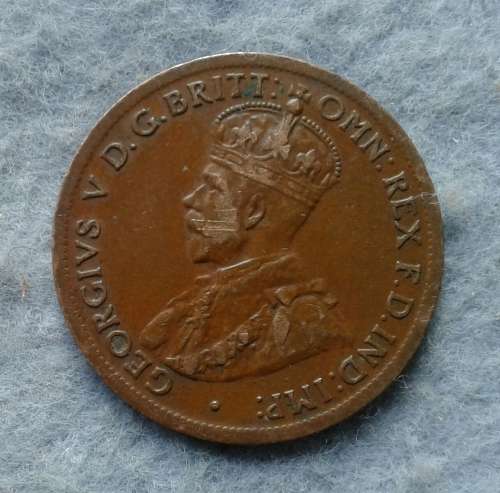 GEORGIVS V D.G.BRITT: OMN: REX F.D.IND:IMP: